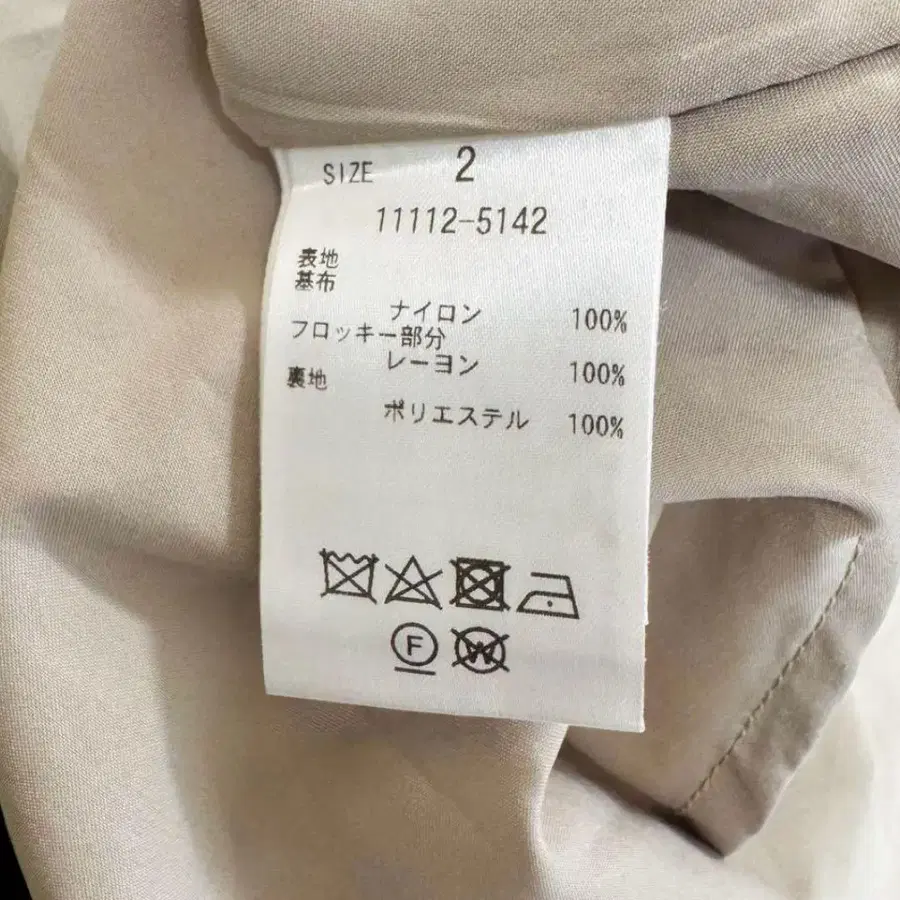 SIZE 2
11112-5142
表地
基布
ナイロン 100%
フロッキー部分
レーヨン 100%
裏地
ポリエステル 100%
F
W